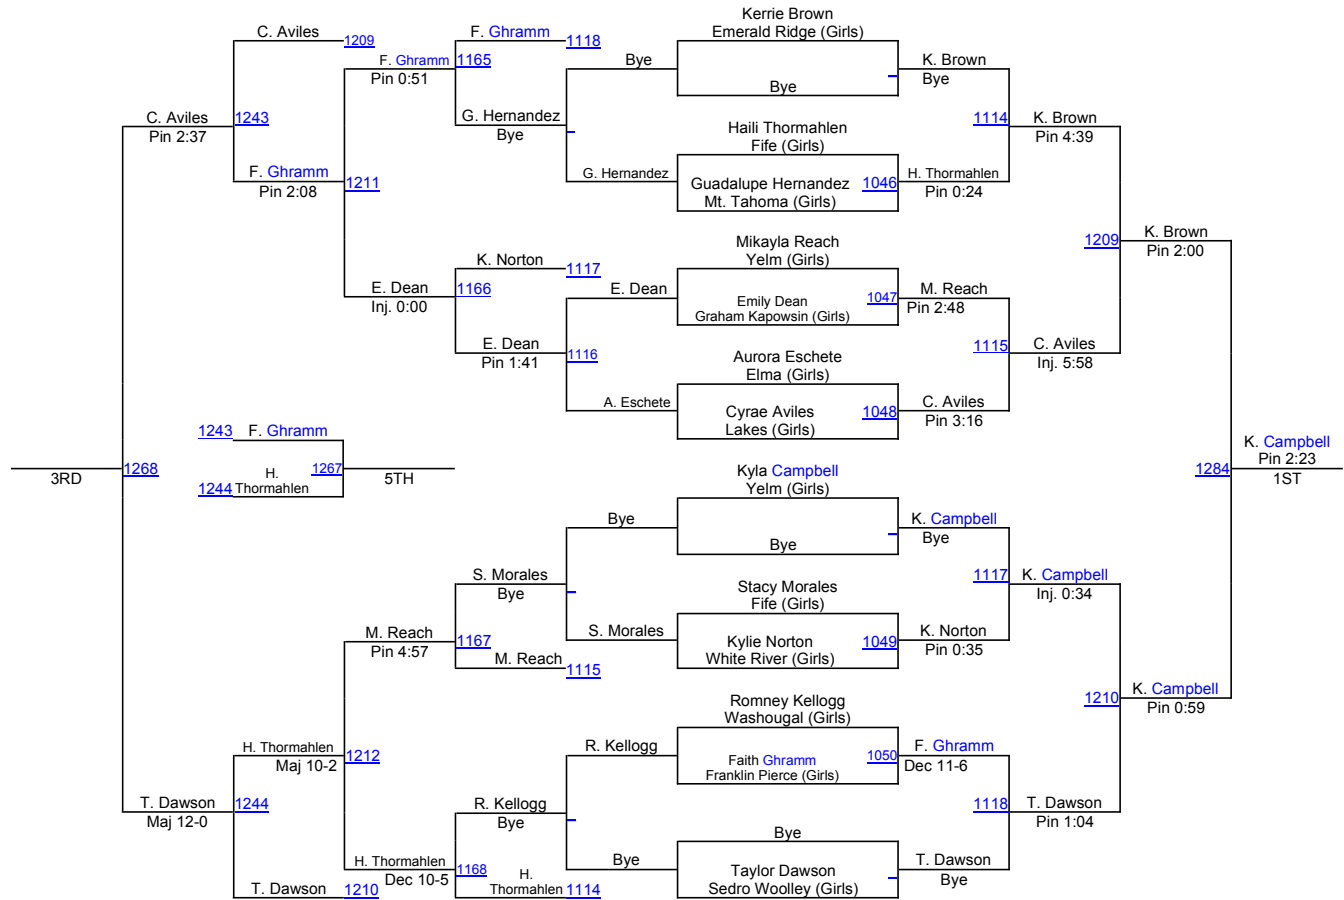 Kerrie Brown
Emerald Ridge (Girls)
C. Aviles
1209
F. Ghramm
1118
F. Ghramm
1165
Pin 0:51
Bye
Bye
K. Brown
Bye
G. Hernandez
Bye
C. Aviles
1243
Pin 2:37
1114
K. Brown
Pin 4:39
Haili Thormahlen
Fife (Girls)
F. Ghramm
1211
Pin 2:08
G. Hernandez
Guadalupe Hernandez
Mt. Tahoma (Girls)
1046
H. Thormahlen
Pin 0:24
Mikayla Reach
Yelm (Girls)
1209
K. Brown
Pin 2:00
K. Norton
1117
E. Dean
1166
Inj. 0:00
E. Dean
Emily Dean
Graham Kapowsin (Girls)
1047
M. Reach
Pin 2:48
E. Dean
1116
Pin 1:41
1115
C. Aviles
Inj. 5:58
Aurora Eschete
Elma (Girls)
A. Eschete
Cyrae Aviles
Lakes (Girls)
1048
C. Aviles
Pin 3:16
1243
F. Ghramm
3RD
1268
H.
Thormahlen
1244
1267
5TH
Kyla Campbell
Yelm (Girls)
K. Campbell
Pin 2:23
1284
1ST
Bye
Bye
K. Campbell
Bye
S. Morales
Bye
1117
K. Campbell
Inj. 0:34
Stacy Morales
Fife (Girls)
M. Reach
1167
Pin 4:57
S. Morales
Kylie Norton
White River (Girls)
1049
K. Norton
Pin 0:35
M. Reach
1115
1210
K. Campbell
Pin 0:59
Romney Kellogg
Washougal (Girls)
H. Thormahlen
1212
Maj 10-2
R. Kellogg
Faith Ghramm
Franklin Pierce (Girls)
1050
F. Ghramm
Dec 11-6
T. Dawson
1244
Maj 12-0
R. Kellogg
Bye
1118
T. Dawson
Pin 1:04
Bye
H. Thormahlen
1168
Dec 10-5
Bye
Taylor Dawson
Sedro Woolley (Girls)
T. Dawson
Bye
T. Dawson
1210
H.
Thormahlen
1114